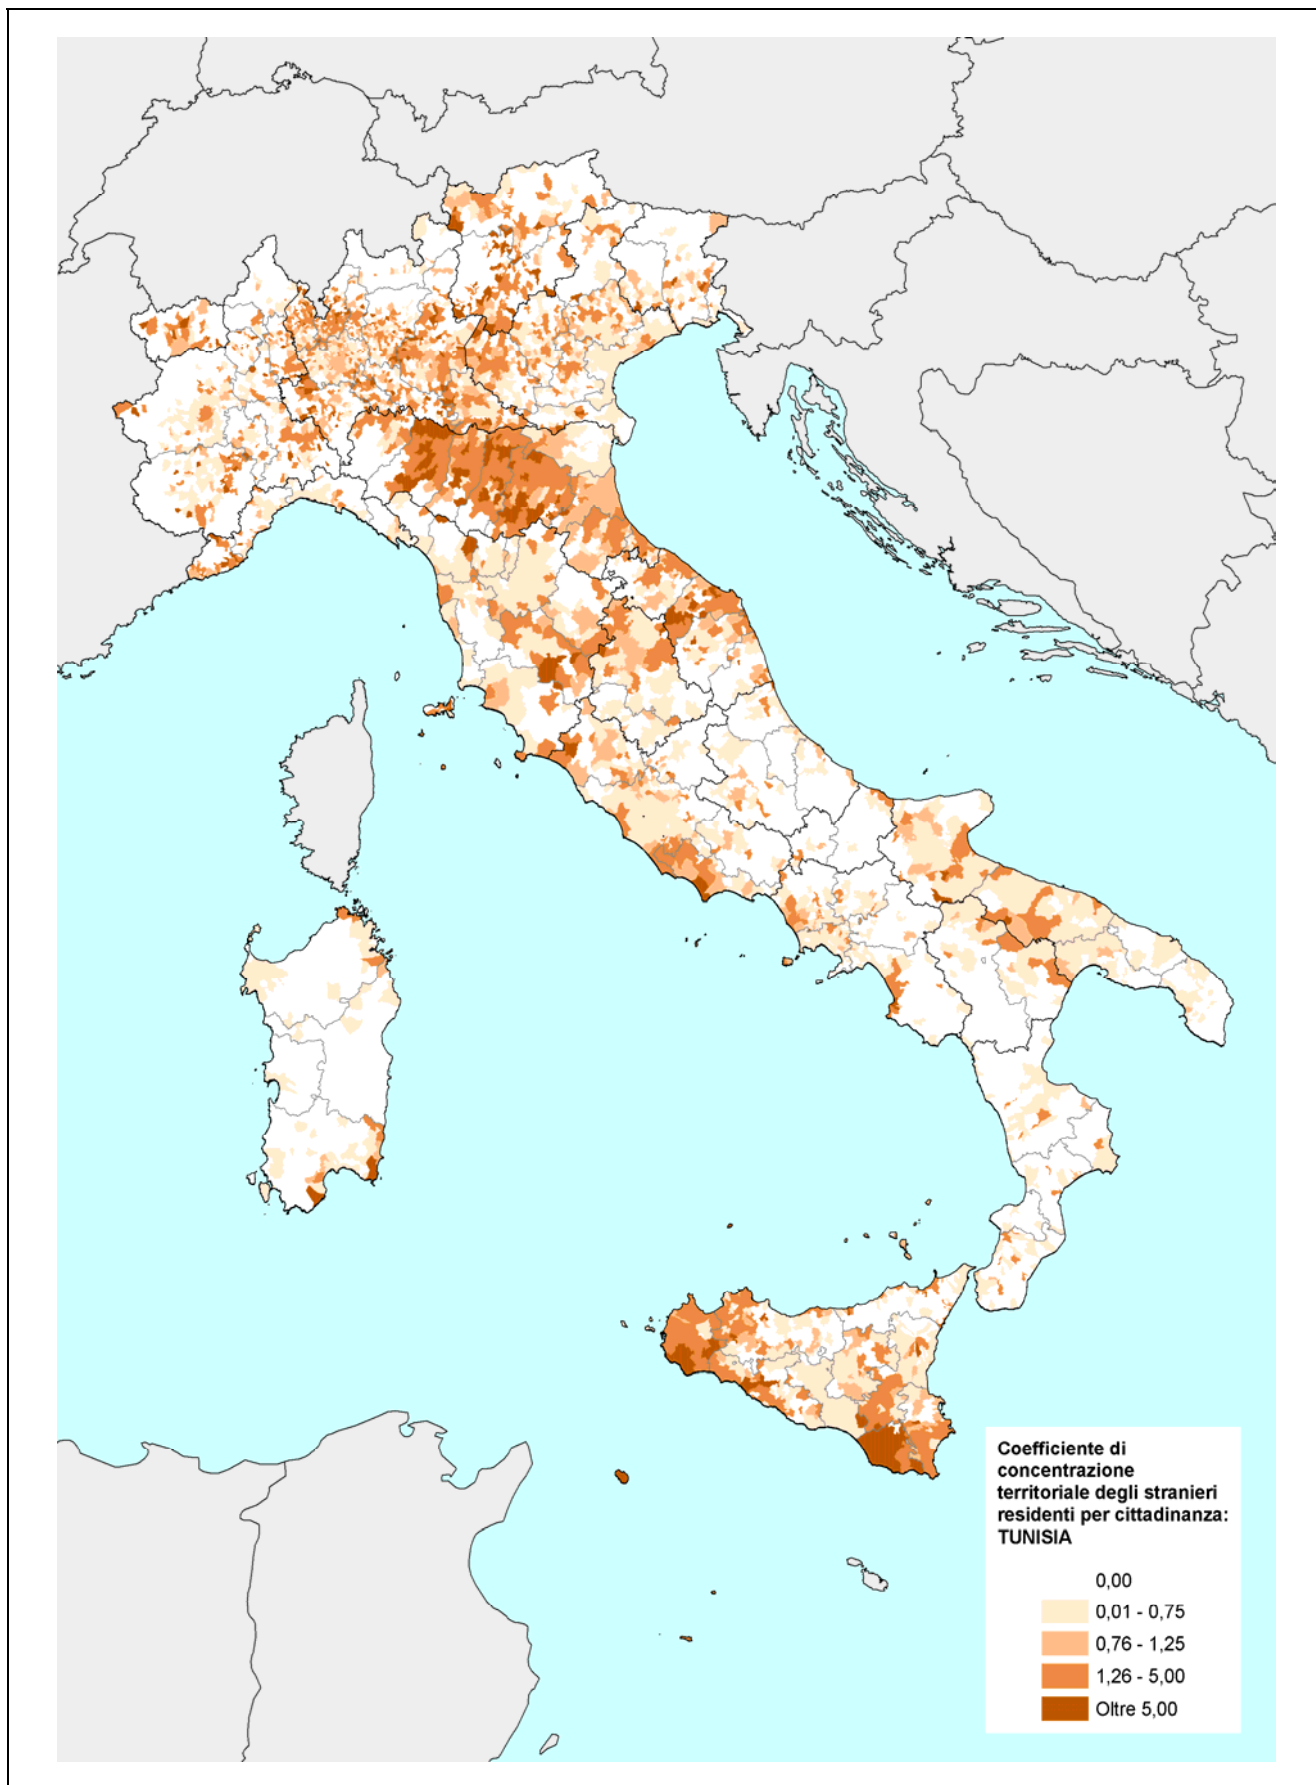 Coefficiente di
concentrazione
territoriale degli stranieri
residenti per cittadinanza:
TUNISIA
0,00
0,01 - 0,75
0,76 - 1,25
1,26 - 5,00
Oltre 5,00